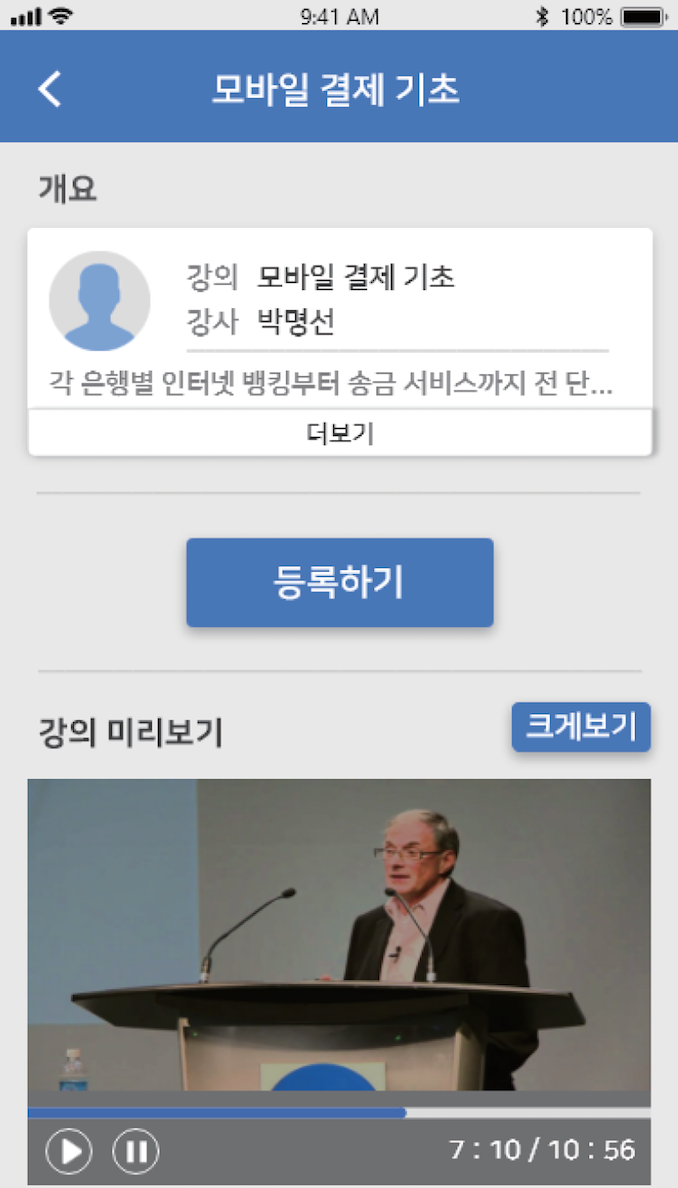 9:41 AM 100%
모바일 결제 기초
개요
강의 모바일 결제 기초
강사 박명선
각 은행별 인터넷 뱅킹부터 송금 서비스까지 전 단...
더보기
등록하기
강의 미리보기
크게보기
7 : 10 / 10 : 56